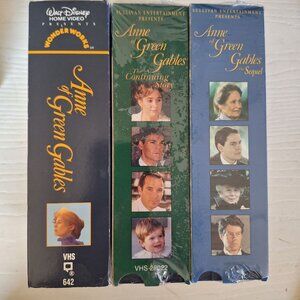 WALT DISNEY
HOME VIDEO
PRESENTS
WONDERWORKS
Anne
of Green Gables
VHS
642
SULLIVAN ENTERTAINMENT
PRESENTS
Anne
of Green
Gables
The Continuing
Story
VHS
SULLIVAN ENTERTAINMENT
PRESENTS
Anne
of Green
Gables
Sequel